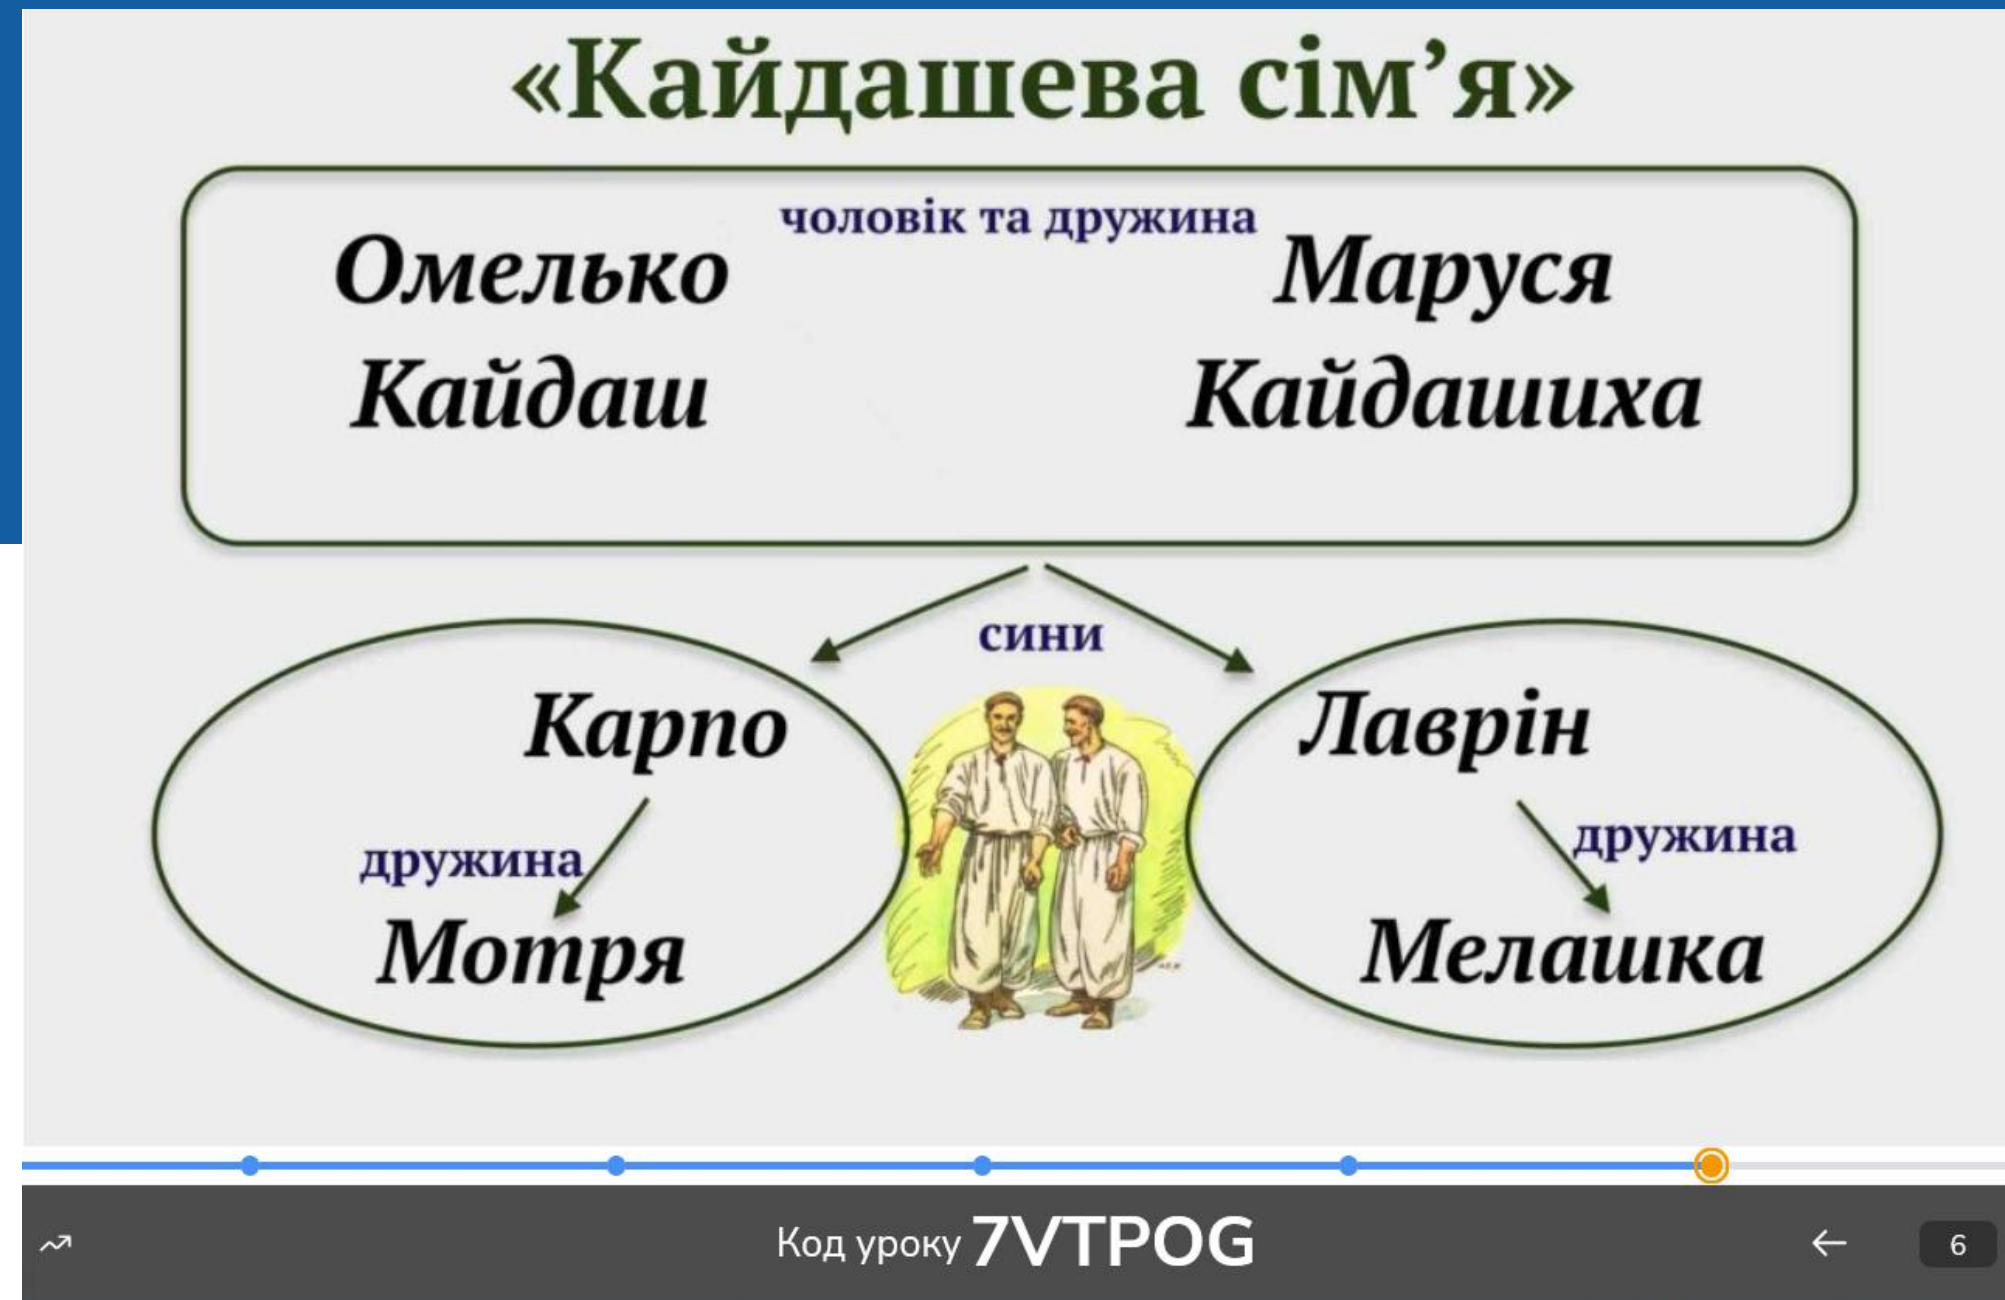 «Кайдашева сім’я»
чоловік та дружина
Омелько
Кайдаш
Маруся
Кайдашиха
сини
Карпо
дружина
Мотря
Лаврін
дружина
Мелашка
Код уроку 7VTPOG
6